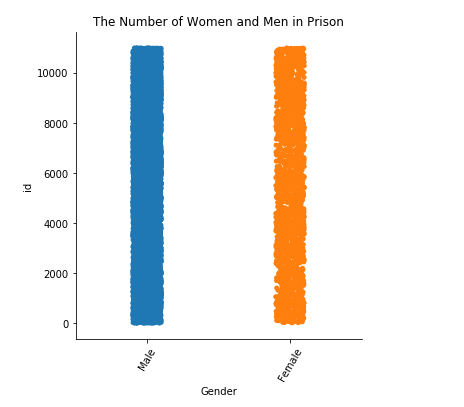 The Number of Women and Men in Prison
10000
8000
6000
4000
2000
0
id
Male
Female
Gender